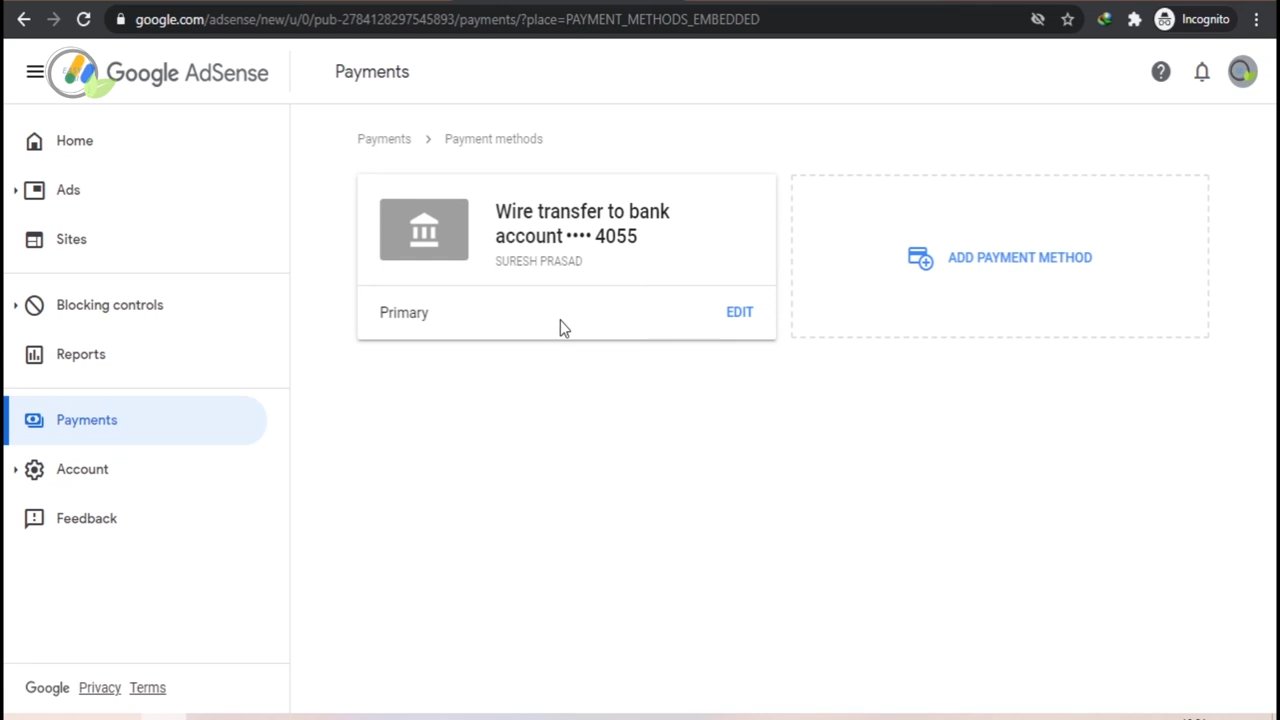 google.com/adsense/new/u/0/pub-2784128297545893/payments/?place=PAYMENT_METHODS_EMBEDDED
Incognito
Google AdSense
Payments
Home
Ads
Sites
Blocking controls
Reports
Payments
Account
Feedback
Google Privacy Terms
Payments > Payment methods
Wire transfer to bank
account •••• 4055
SURESH PRASAD
Primary
EDIT
ADD PAYMENT METHOD